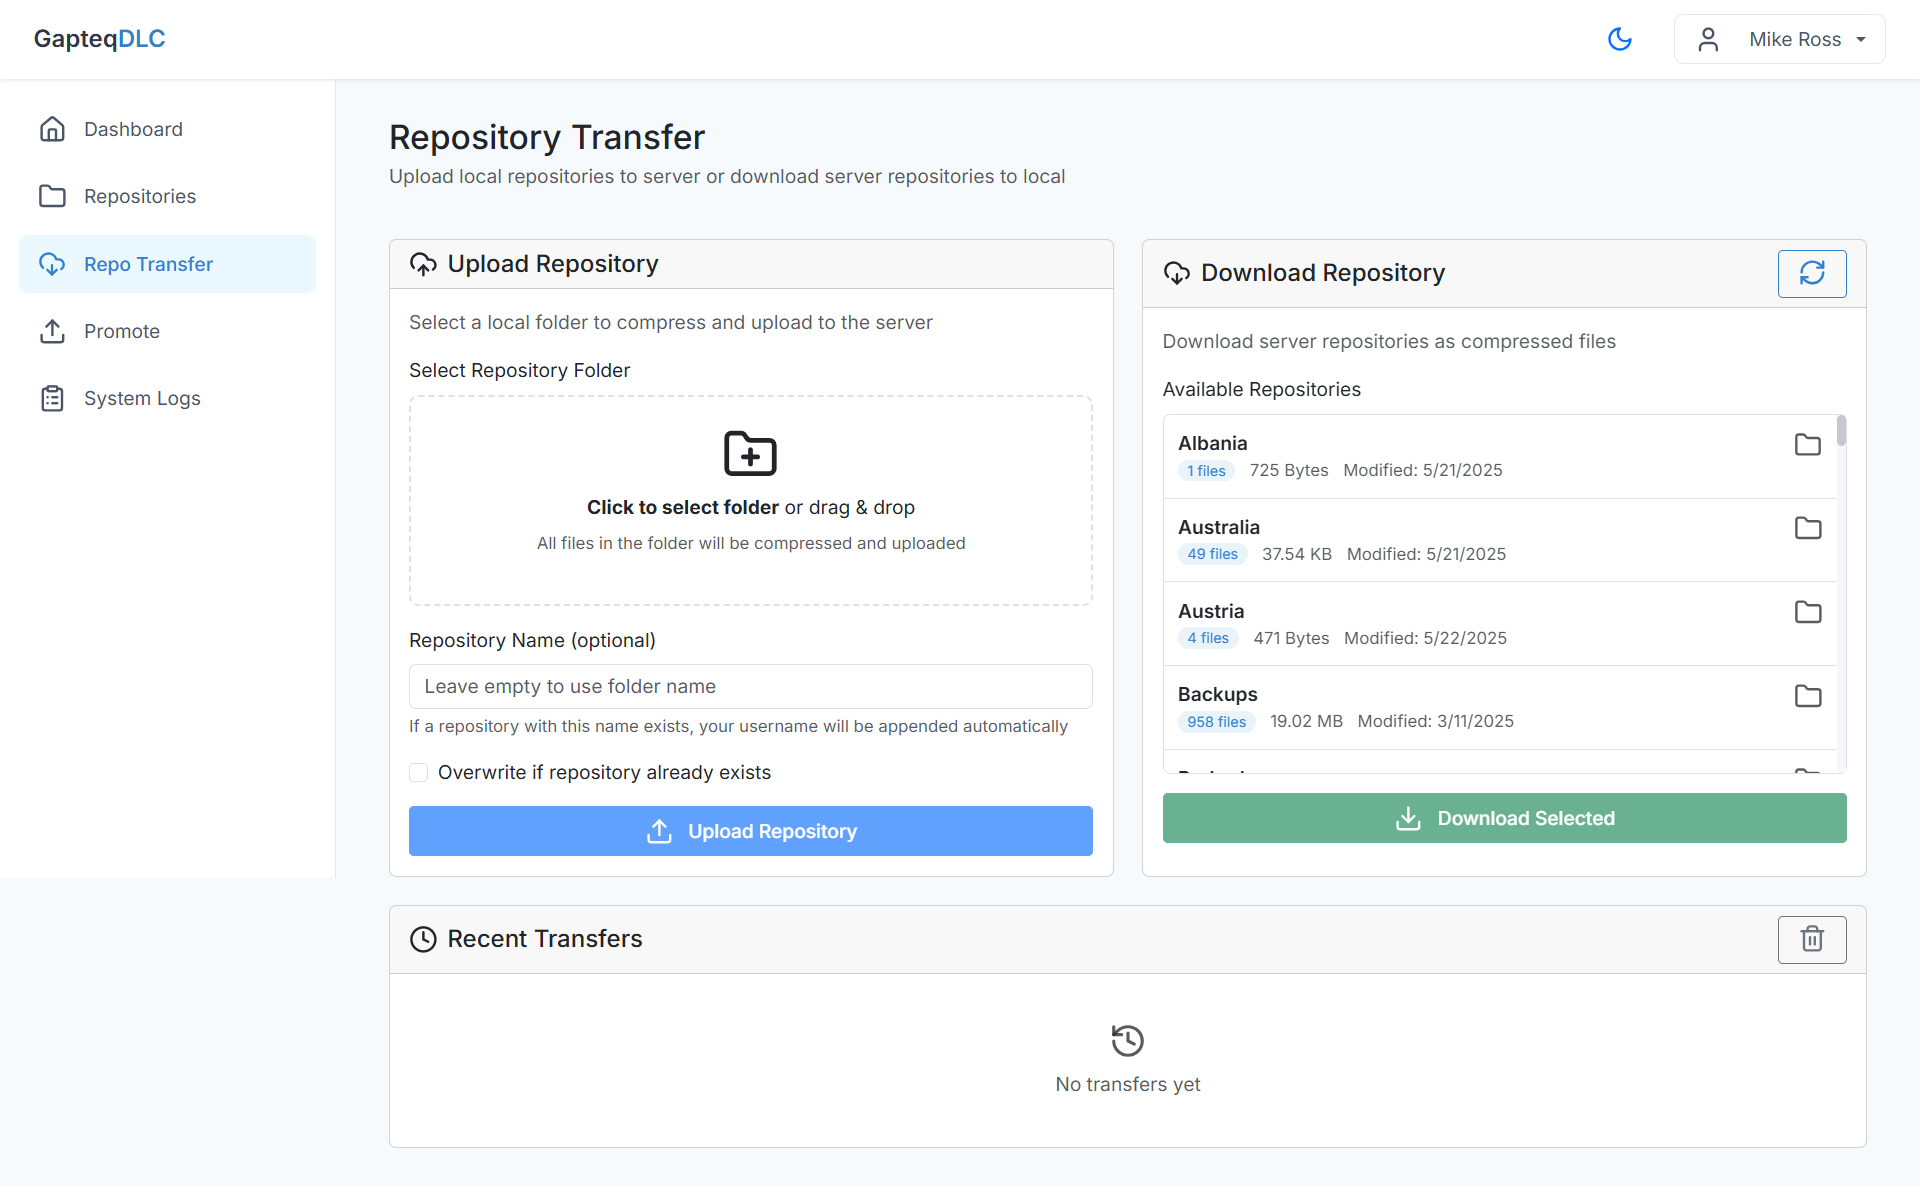 GapteqDLC
Mike Ross
Dashboard
Repositories
Repo Transfer
Promote
System Logs
Repository Transfer
Upload local repositories to server or download server repositories to local
Upload Repository
Select a local folder to compress and upload to the server
Select Repository Folder
Click to select folder or drag & drop
All files in the folder will be compressed and uploaded
Repository Name (optional)
Leave empty to use folder name
If a repository with this name exists, your username will be appended automatically
Overwrite if repository already exists
Upload Repository
Download Repository
Download server repositories as compressed files
Available Repositories
Albania
1 files 725 Bytes Modified: 5/21/2025
Australia
49 files 37.54 KB Modified: 5/21/2025
Austria
4 files 471 Bytes Modified: 5/22/2025
Backups
958 files 19.02 MB Modified: 3/11/2025
Download Selected
Recent Transfers
No transfers yet